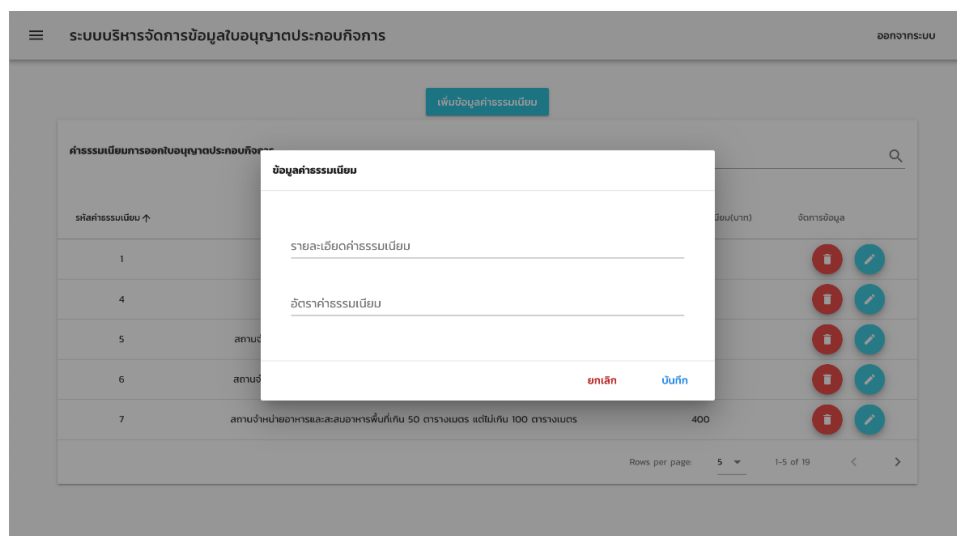 ระบบบริหารจัดการข้อมูลใบอนุญาตประกอบกิจการ ออกจากระบบ
เพิ่มข้อมูลค่าธรรมเนียม
ค่าธรรมเนียมการออกใบอนุญาตประกอบกิจการ
ข้อมูลค่าธรรมเนียม
รหัสค่าธรรมเนียม นียม(บาท) จัดการข้อมูล
รายละเอียดค่าธรรมเนียม
1
4
อัตราค่าธรรมเนียม
5
6
ยกเลิก บันทึก
7 สถานจำหน่ายอาหารและสะสมอาหารพื้นที่เกิน 50 ตารางเมตร แต่ไม่เกิน 100 ตารางเมตร 400
Rows per page: 5 1-5 of 19